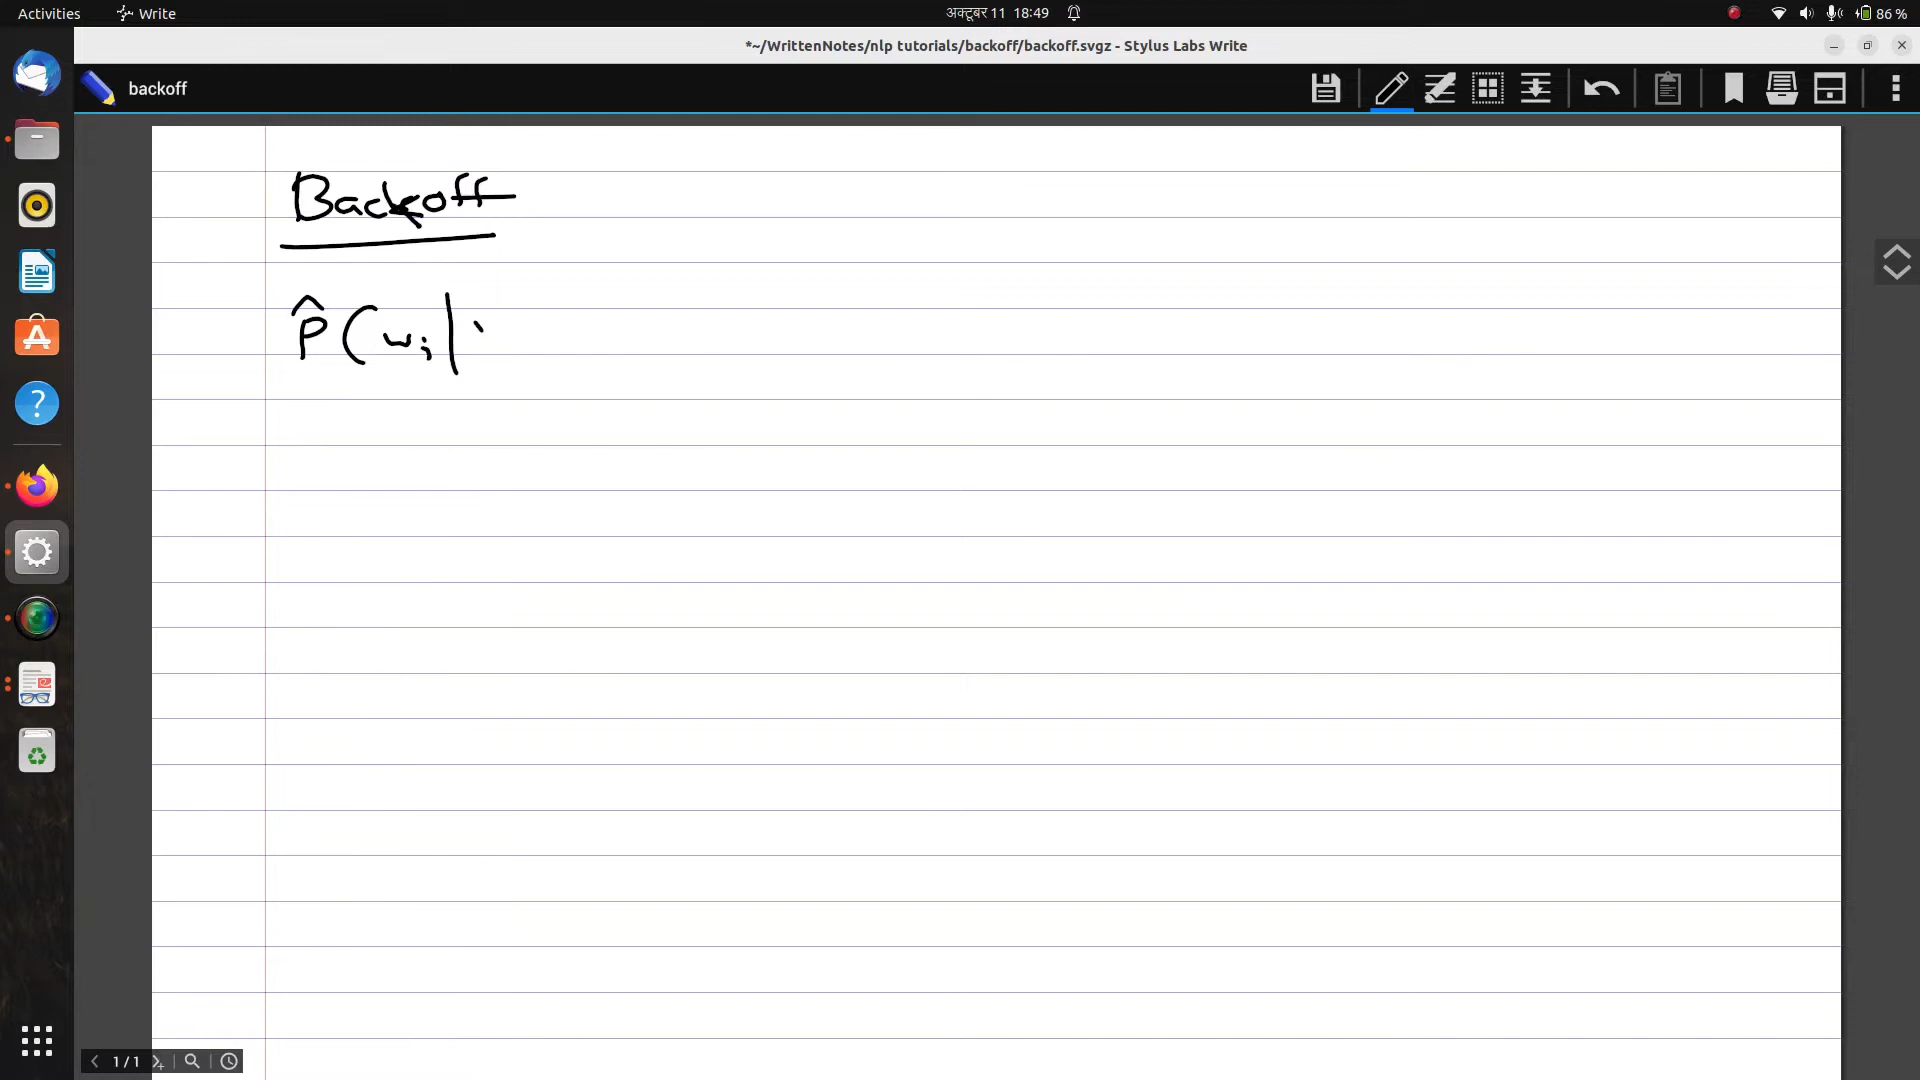 Activities Write अक्टूबर 11 18:49 86 %
*~/WrittenNotes/nlp tutorials/backoff/backoff.svgz - Stylus Labs Write
backoff
Backoff
P̂(wᵢ|
1 / 1